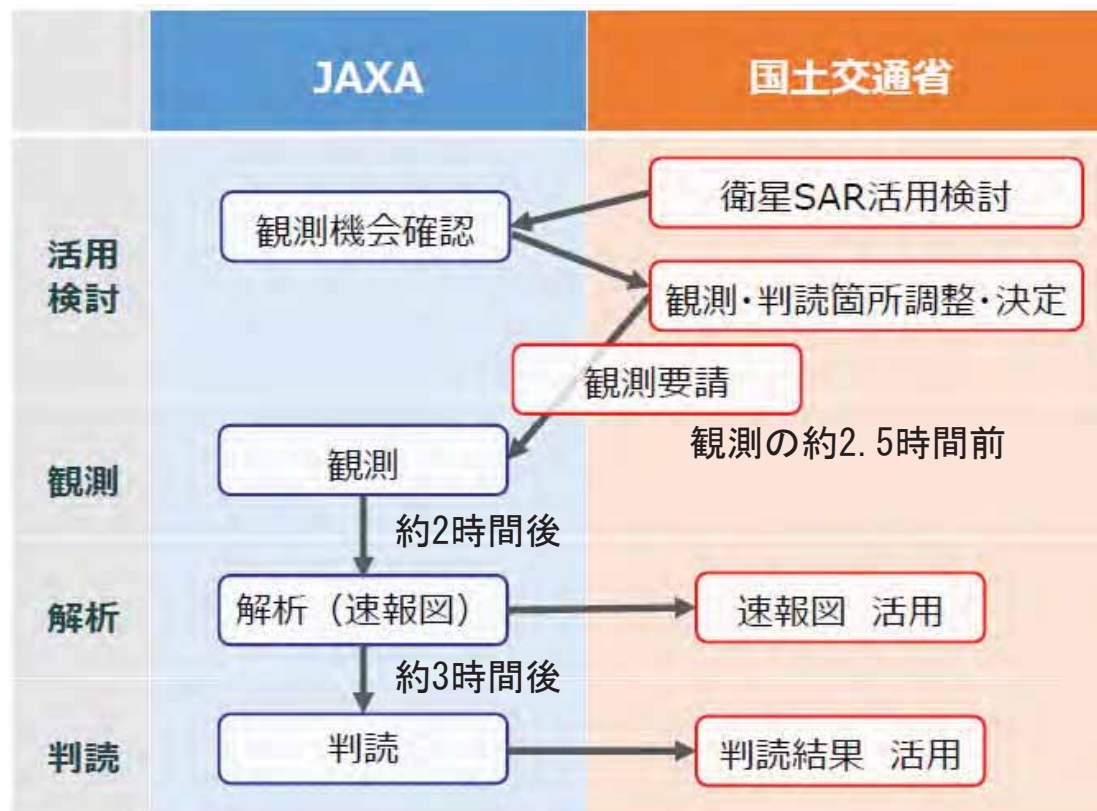 JAXA
国土交通省
活用
検討
衛星SAR活用検討
観測機会確認
観測・判読箇所調整・決定
観測要請
観測の約2.5時間前
観測
観測
約2時間後
解析
解析（速報図）
速報図 活用
約3時間後
判読
判読
判読結果 活用